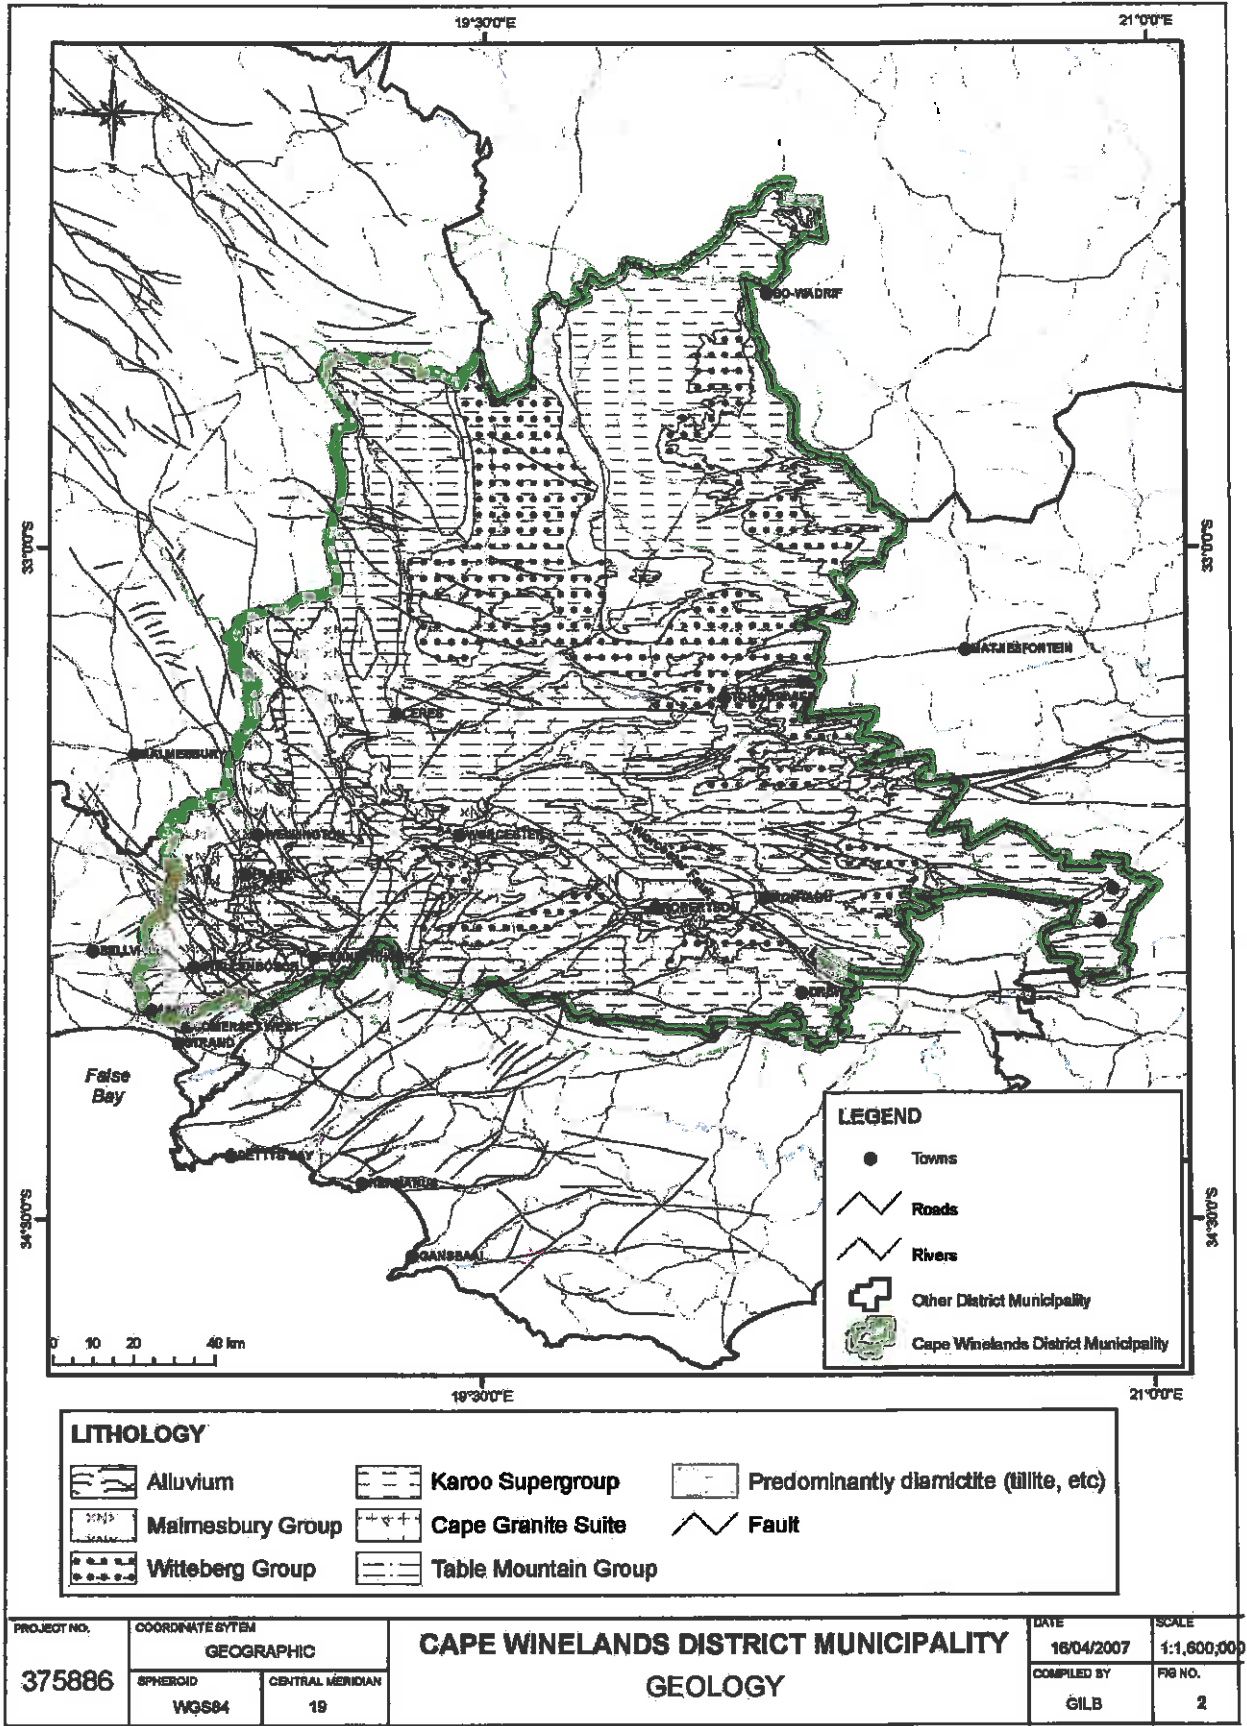 19°30'0"E
21°0'0"E
33°0'0"S
33°0'0"S
MATJIESFONTEIN
CERES
MALMESBURY
WELLINGTON
WORCESTER
ROBERTSON
SOMERSET WEST
STRAND
False
Bay
BETTYS BAY
HERMANUS
GANSBAAI
34°30'0"S
34°30'0"S
LEGEND
Towns
Roads
Rivers
Other District Municipality
Cape Winelands District Municipality
0 10 20 40 km
19°30'0"E
21°0'0"E
LITHOLOGY
Alluvium
Karoo Supergroup
Predominantly diamictite (tillite, etc)
Malmesbury Group
Cape Granite Suite
Fault
Witteberg Group
Table Mountain Group
PROJECT NO.
375886
COORDINATE SYTEM
GEOGRAPHIC
SPHEROID
WGS84
CENTRAL MERIDIAN
19
CAPE WINELANDS DISTRICT MUNICIPALITY
GEOLOGY
DATE
16/04/2007
SCALE
1:1,600,000
COMPILED BY
GILB
FIG NO.
2